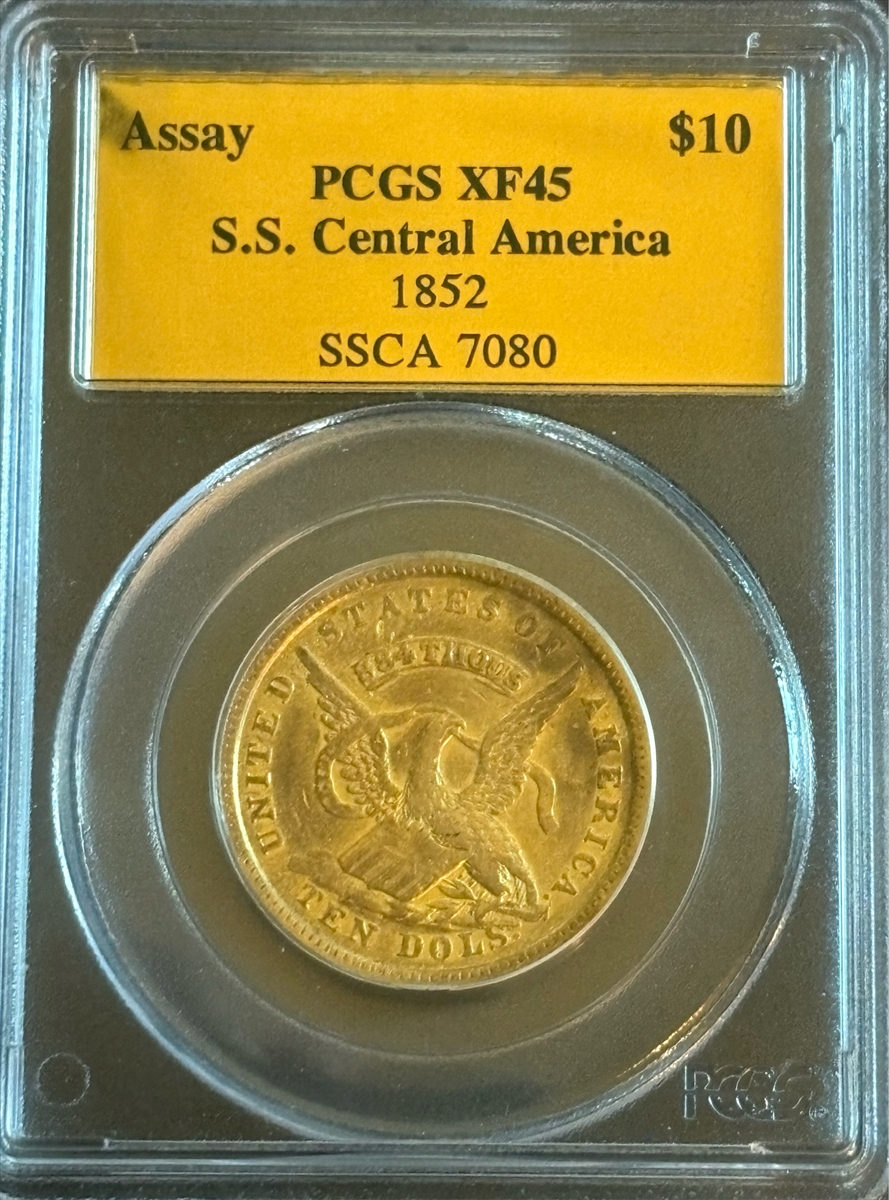 Assay $10
PCGS XF45
S.S. Central America
1852
SSCA 7080
UNITED STATES OF AMERICA.
884 THOUS
TEN DOLS.
PCGS